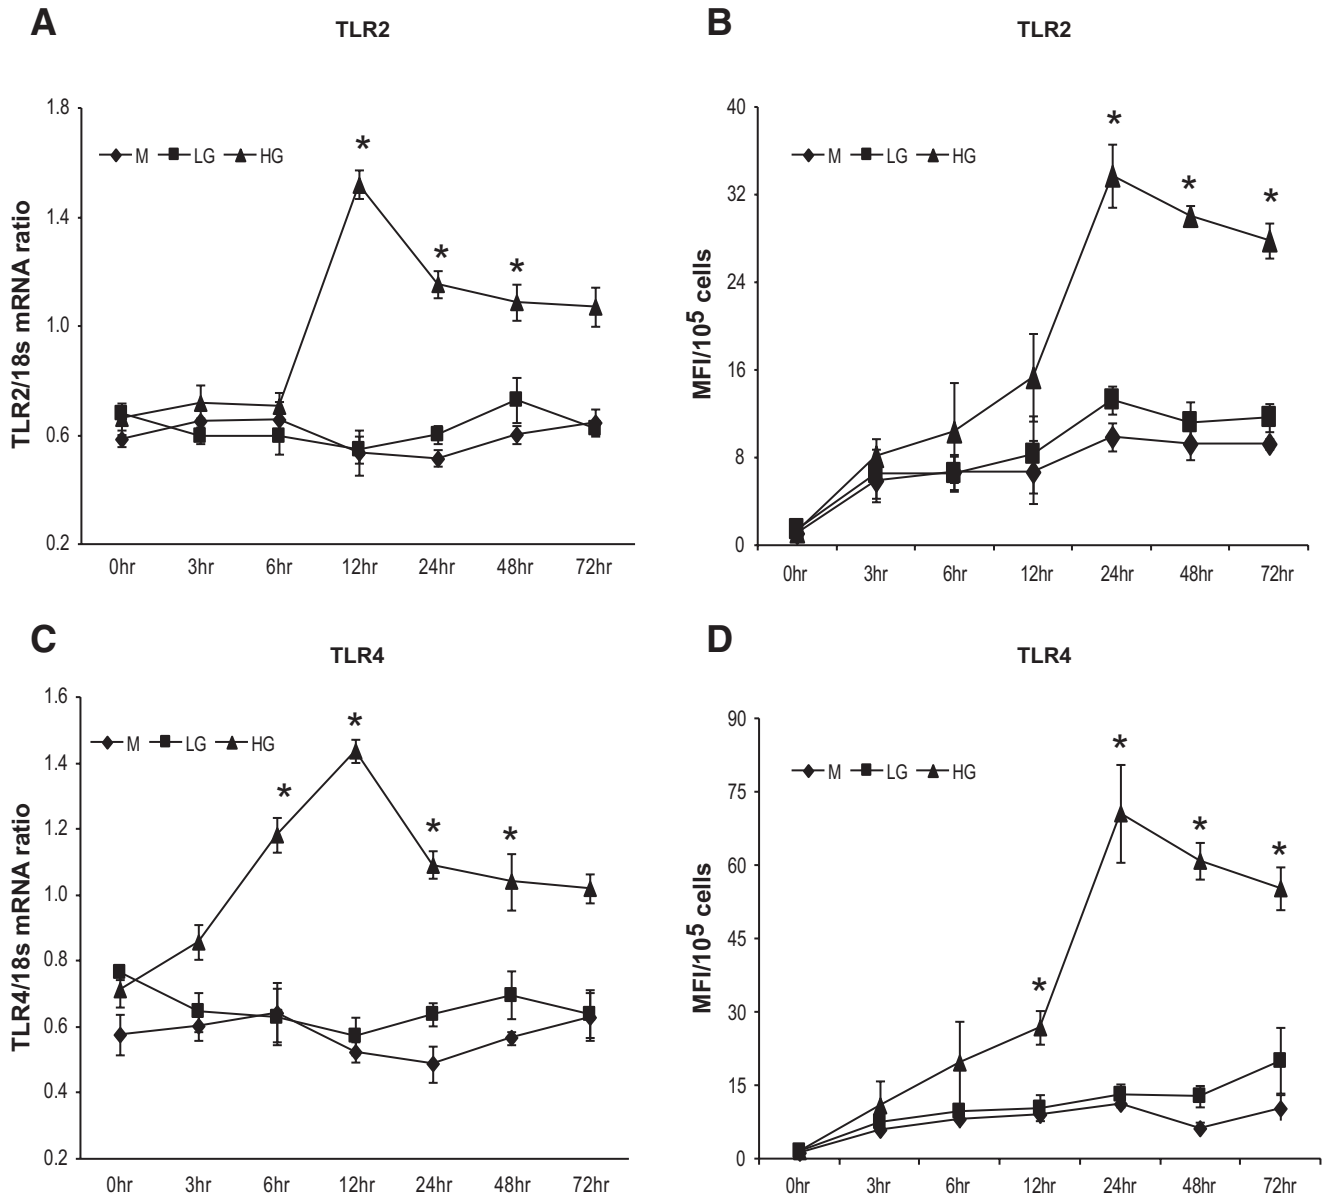 A
TLR2
TLR2/18s mRNA ratio
1.8
1.4
1.0
0.6
0.2
M LG HG
*
*
*
0hr 3hr 6hr 12hr 24hr 48hr 72hr
B
TLR2
MFI/10⁵ cells
40
32
24
16
8
0
M LG HG
*
*
*
0hr 3hr 6hr 12hr 24hr 48hr 72hr
C
TLR4
TLR4/18s mRNA ratio
1.6
1.4
1.2
1.0
0.8
0.6
0.4
0.2
M LG HG
*
*
*
*
0hr 3hr 6hr 12hr 24hr 48hr 72hr
D
TLR4
MFI/10⁵ cells
90
75
60
45
30
15
0
M LG HG
*
*
*
*
0hr 3hr 6hr 12hr 24hr 48hr 72hr